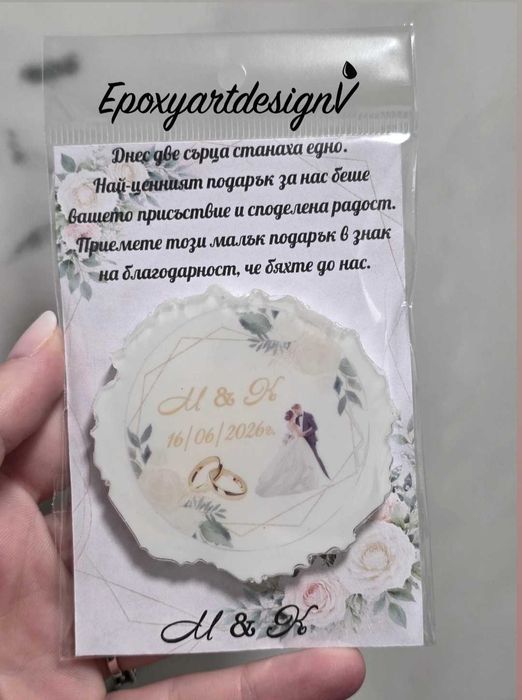 EpoxyartdesignV
Днес две сърца станаха едно.
Най-ценният подарък за нас беше
вашето присъствие и споделена радост.
Приемете този малък подарък в знак
на благодарност, че бяхте до нас.
М & К
16/06/2026г.
М & К